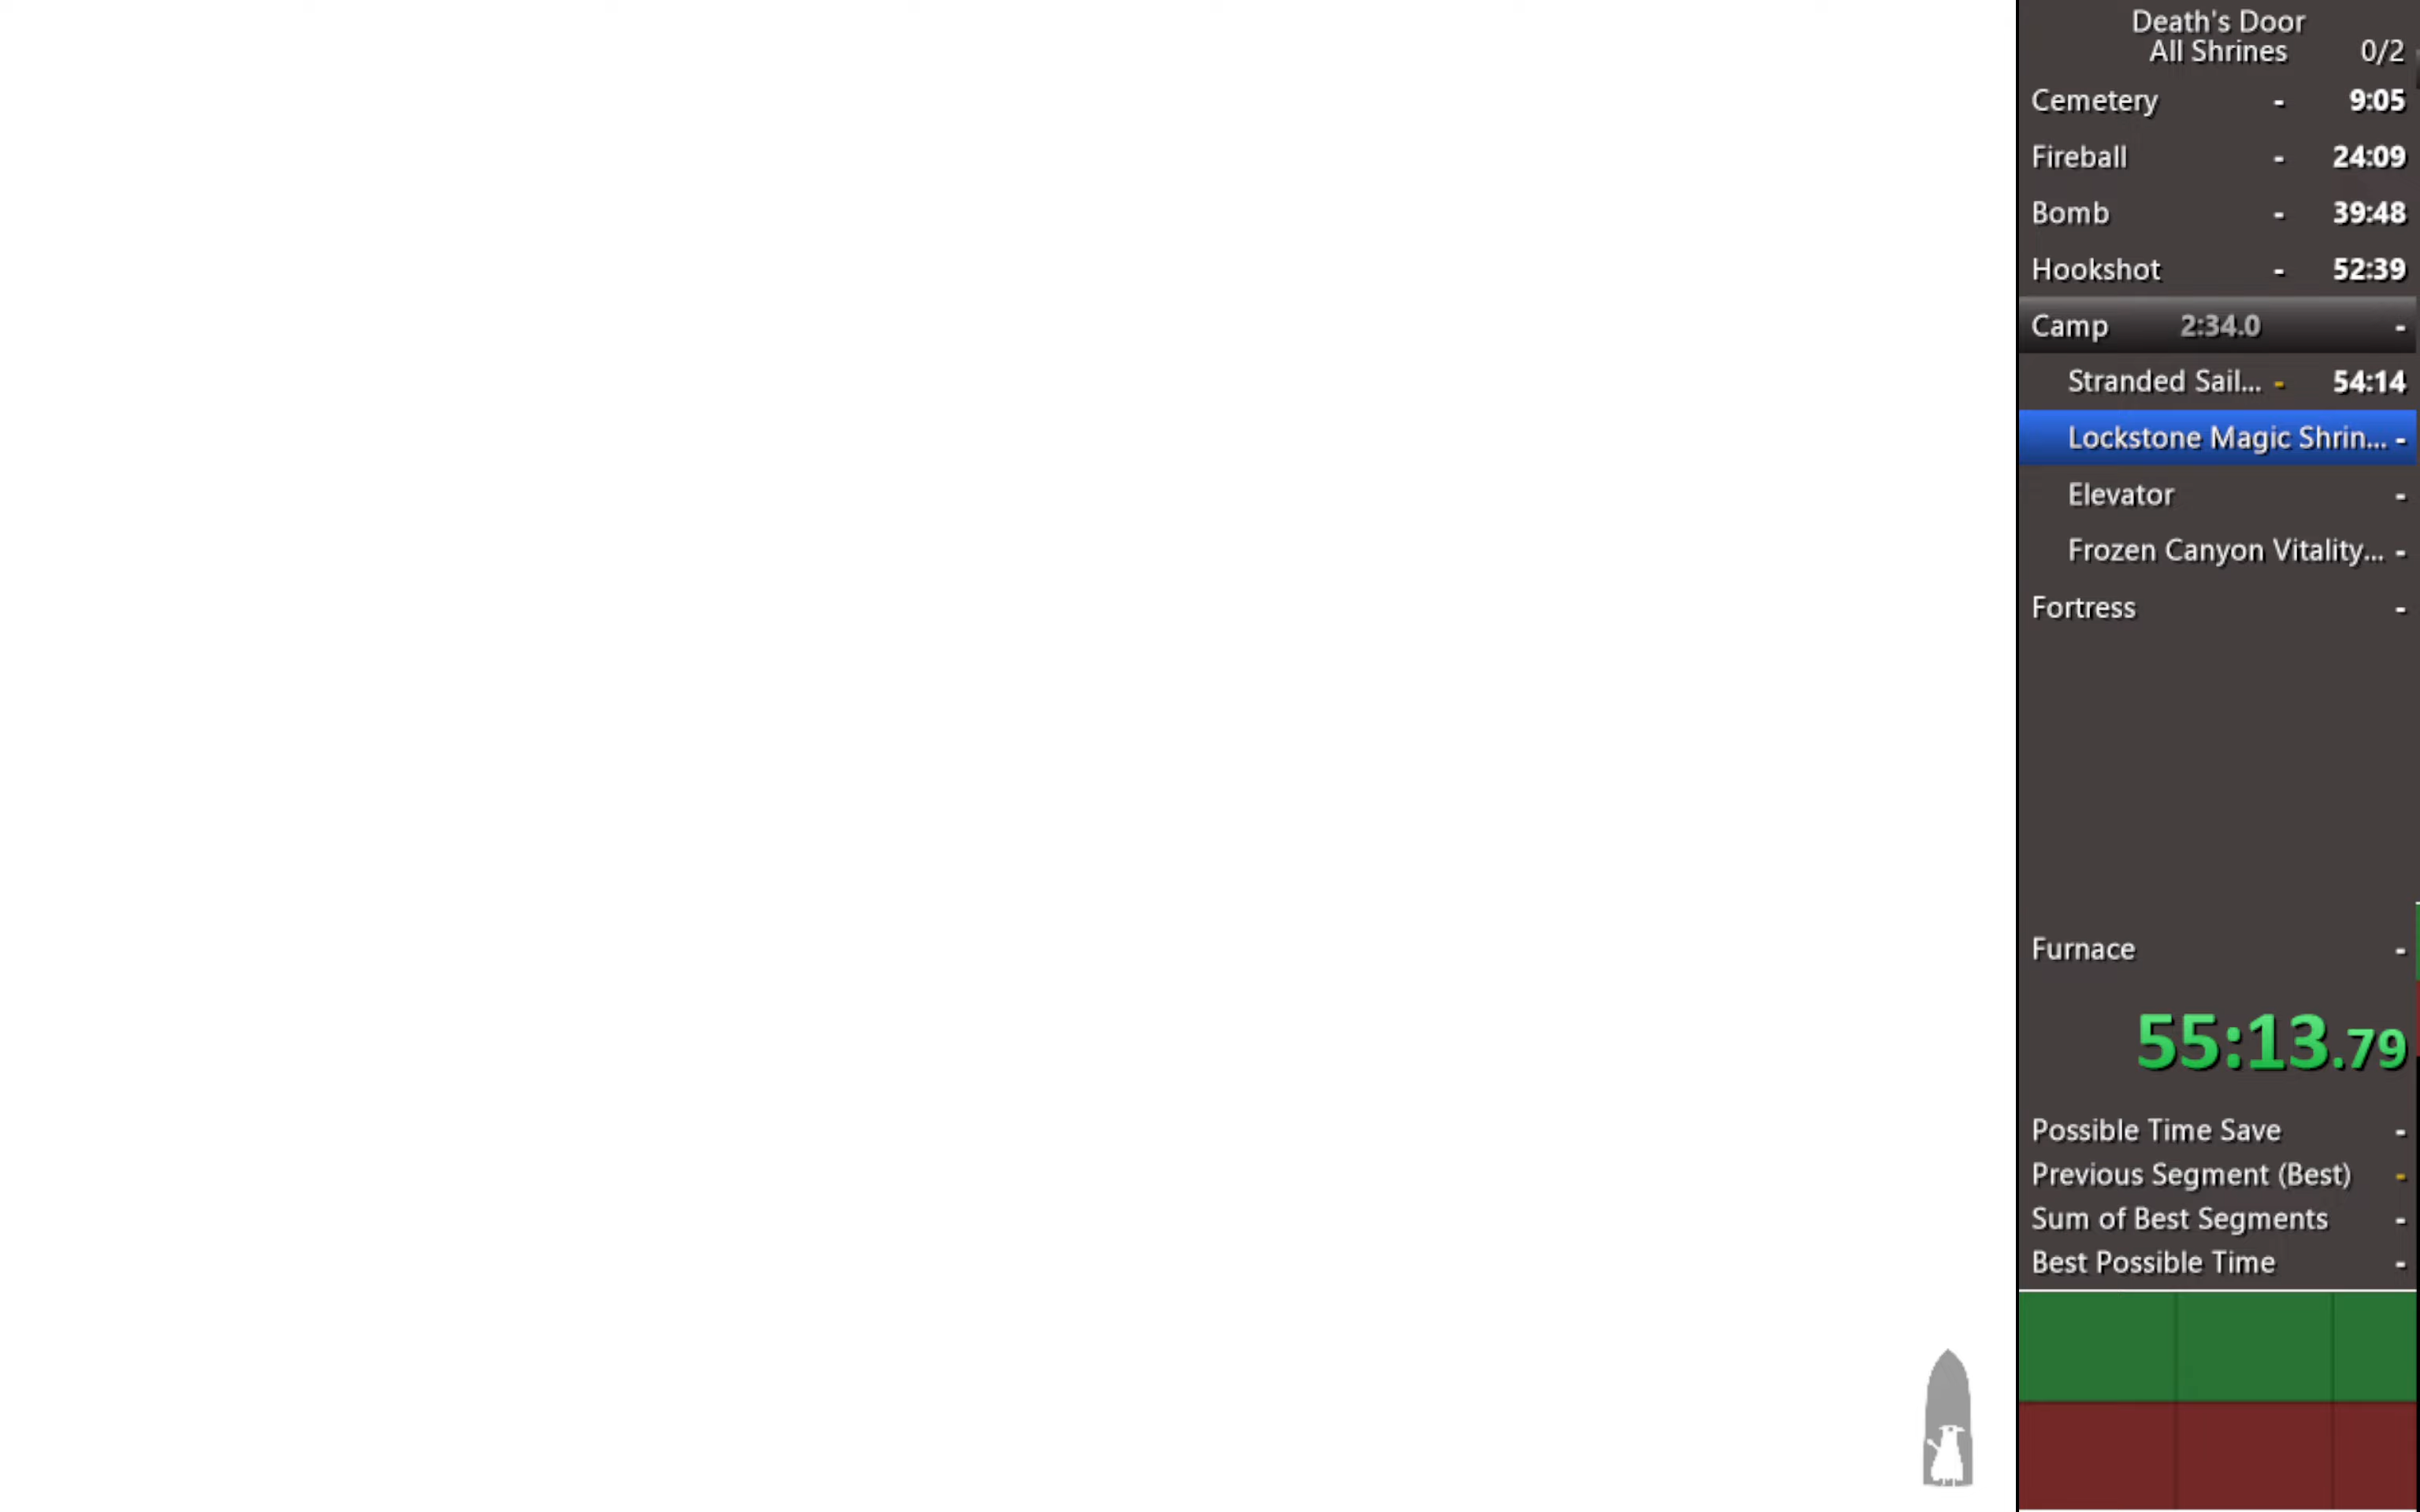 Death's Door
All Shrines 0/2
Cemetery - 9:05
Fireball - 24:09
Bomb - 39:48
Hookshot - 52:39
Camp 2:34.0 -
Stranded Sail... - 54:14
Lockstone Magic Shrin... -
Elevator -
Frozen Canyon Vitality... -
Fortress -
Furnace -
55:13.79
Possible Time Save -
Previous Segment (Best) -
Sum of Best Segments -
Best Possible Time -